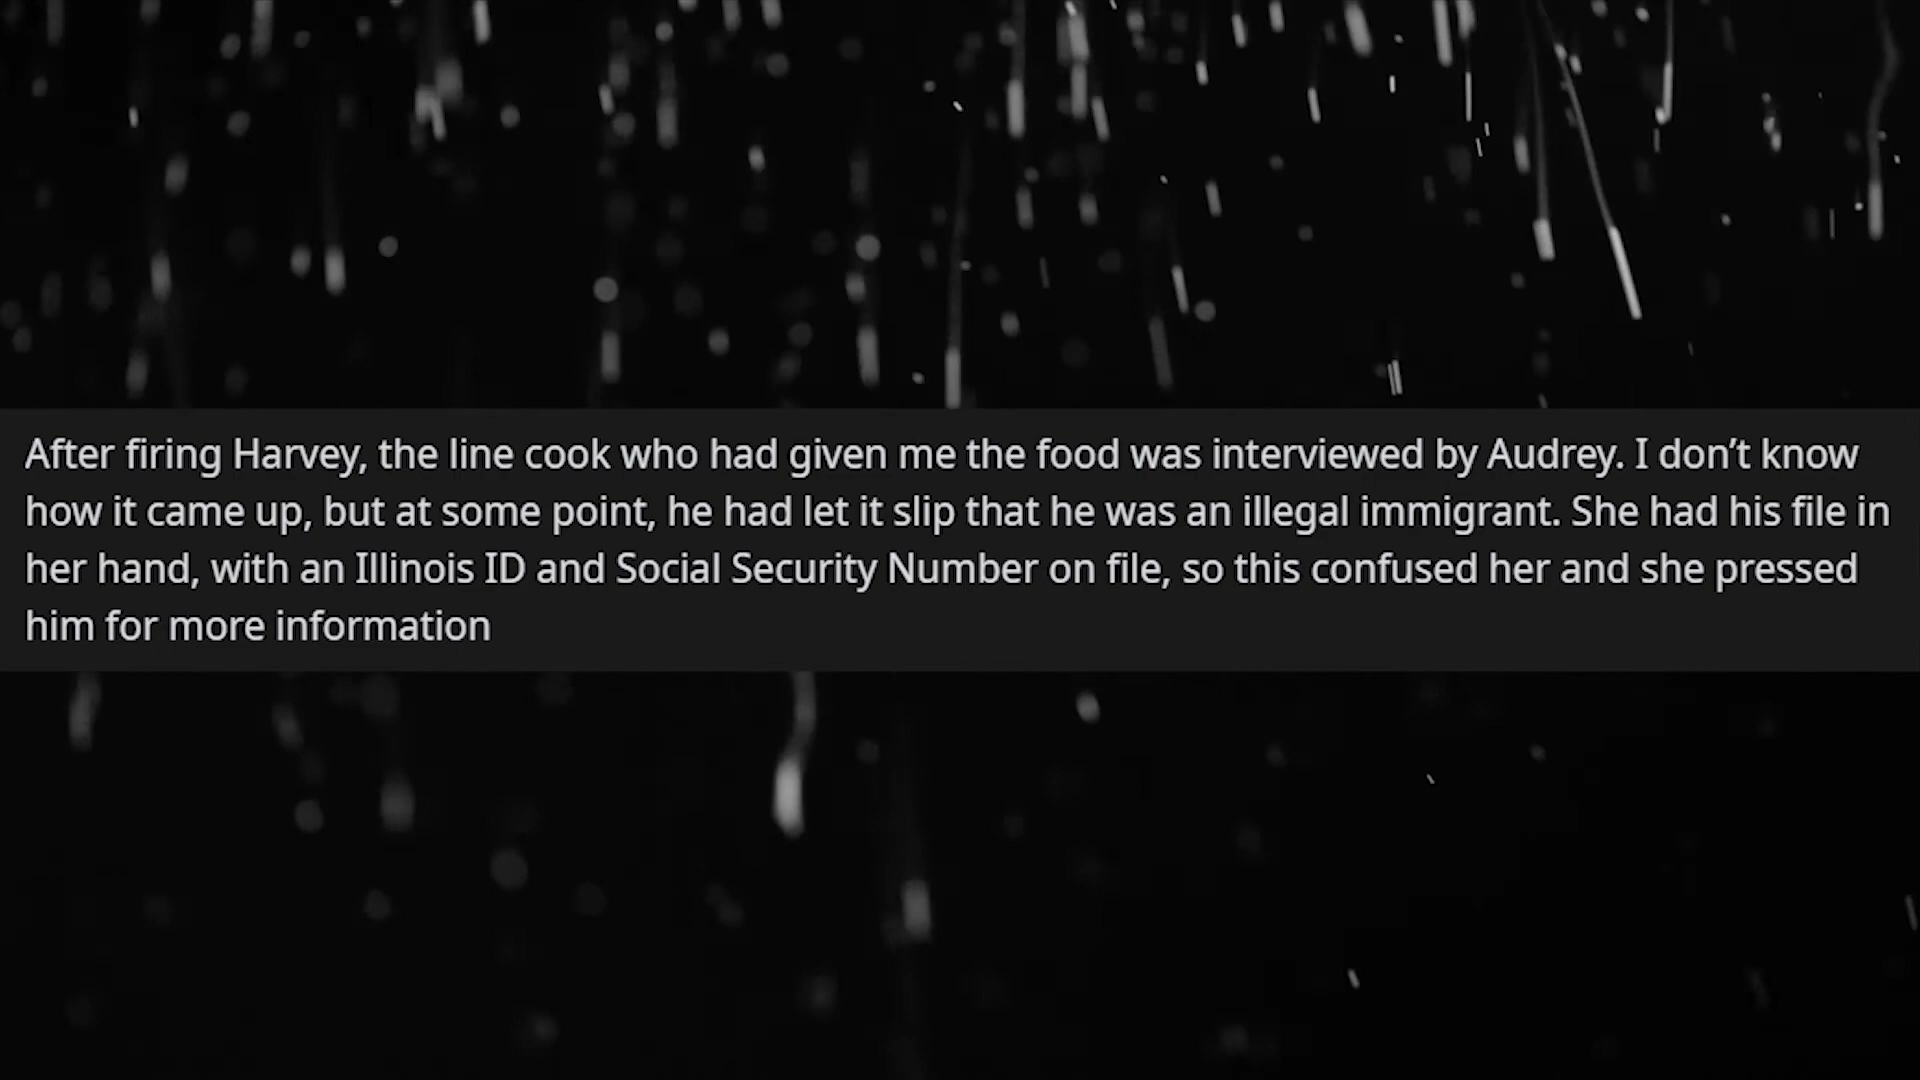 After firing Harvey, the line cook who had given me the food was interviewed by Audrey. I don’t know
how it came up, but at some point, he had let it slip that he was an illegal immigrant. She had his file in
her hand, with an Illinois ID and Social Security Number on file, so this confused her and she pressed
him for more information